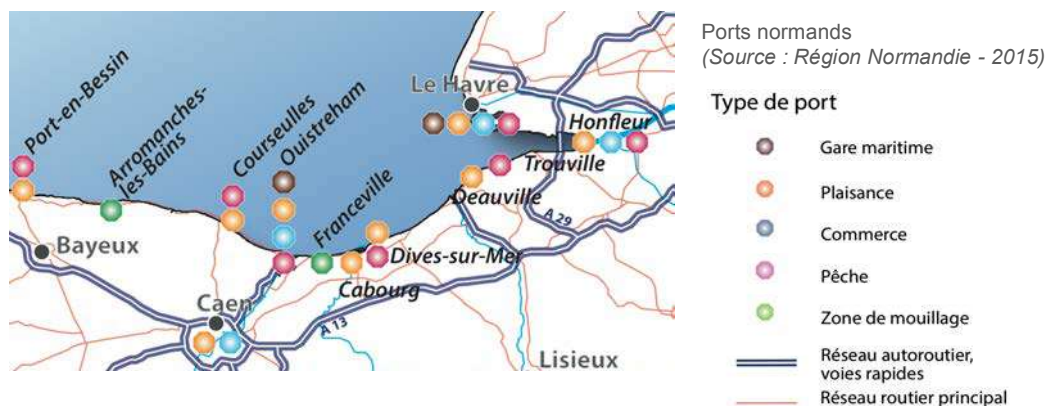 Port-en-Bessin
Arromanches-
les-Bains
Courseulles
Ouistreham
Franceville
Le Havre
Honfleur
Trouville
Deauville
A 29
Dives-sur-Mer
Cabourg
Bayeux
Caen
A 13
Lisieux
Ports normands
(Source : Région Normandie - 2015)
Type de port
Gare maritime
Plaisance
Commerce
Pêche
Zone de mouillage
Réseau autoroutier,
voies rapides
Réseau routier principal